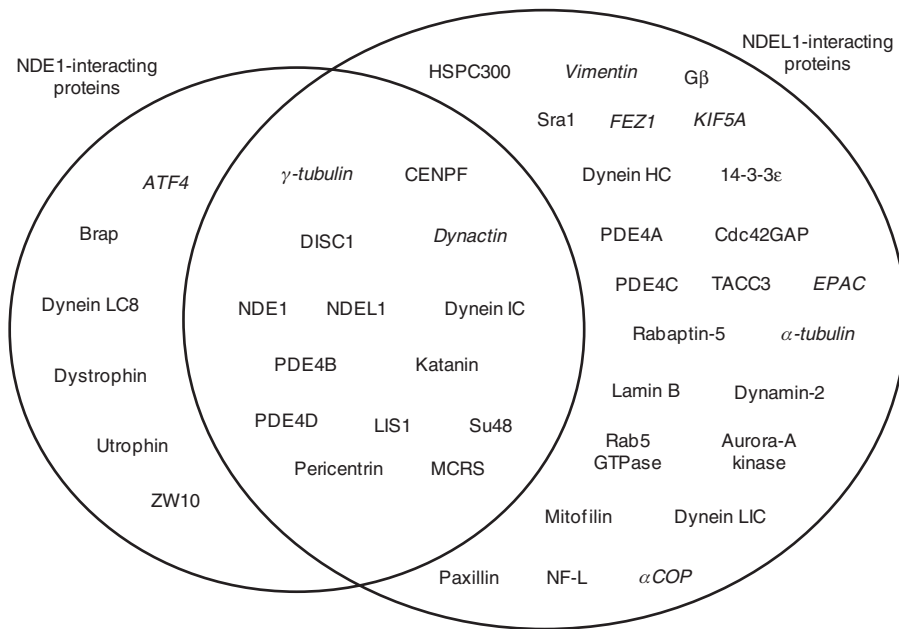 NDE1-interacting
proteins
NDEL1-interacting
proteins
HSPC300 Vimentin Gβ
Sra1 FEZ1 KIF5A
ATF4 γ-tubulin CENPF Dynein HC 14-3-3ε
Brap DISC1 Dynactin PDE4A Cdc42GAP
PDE4C TACC3 EPAC
Dynein LC8 NDE1 NDEL1 Dynein IC
Rabaptin-5 α-tubulin
Dystrophin PDE4B Katanin
Lamin B Dynamin-2
PDE4D LIS1 Su48
Utrophin
Rab5 Aurora-A
GTPase kinase
Pericentrin MCRS
ZW10
Mitofilin Dynein LIC
Paxillin NF-L αCOP